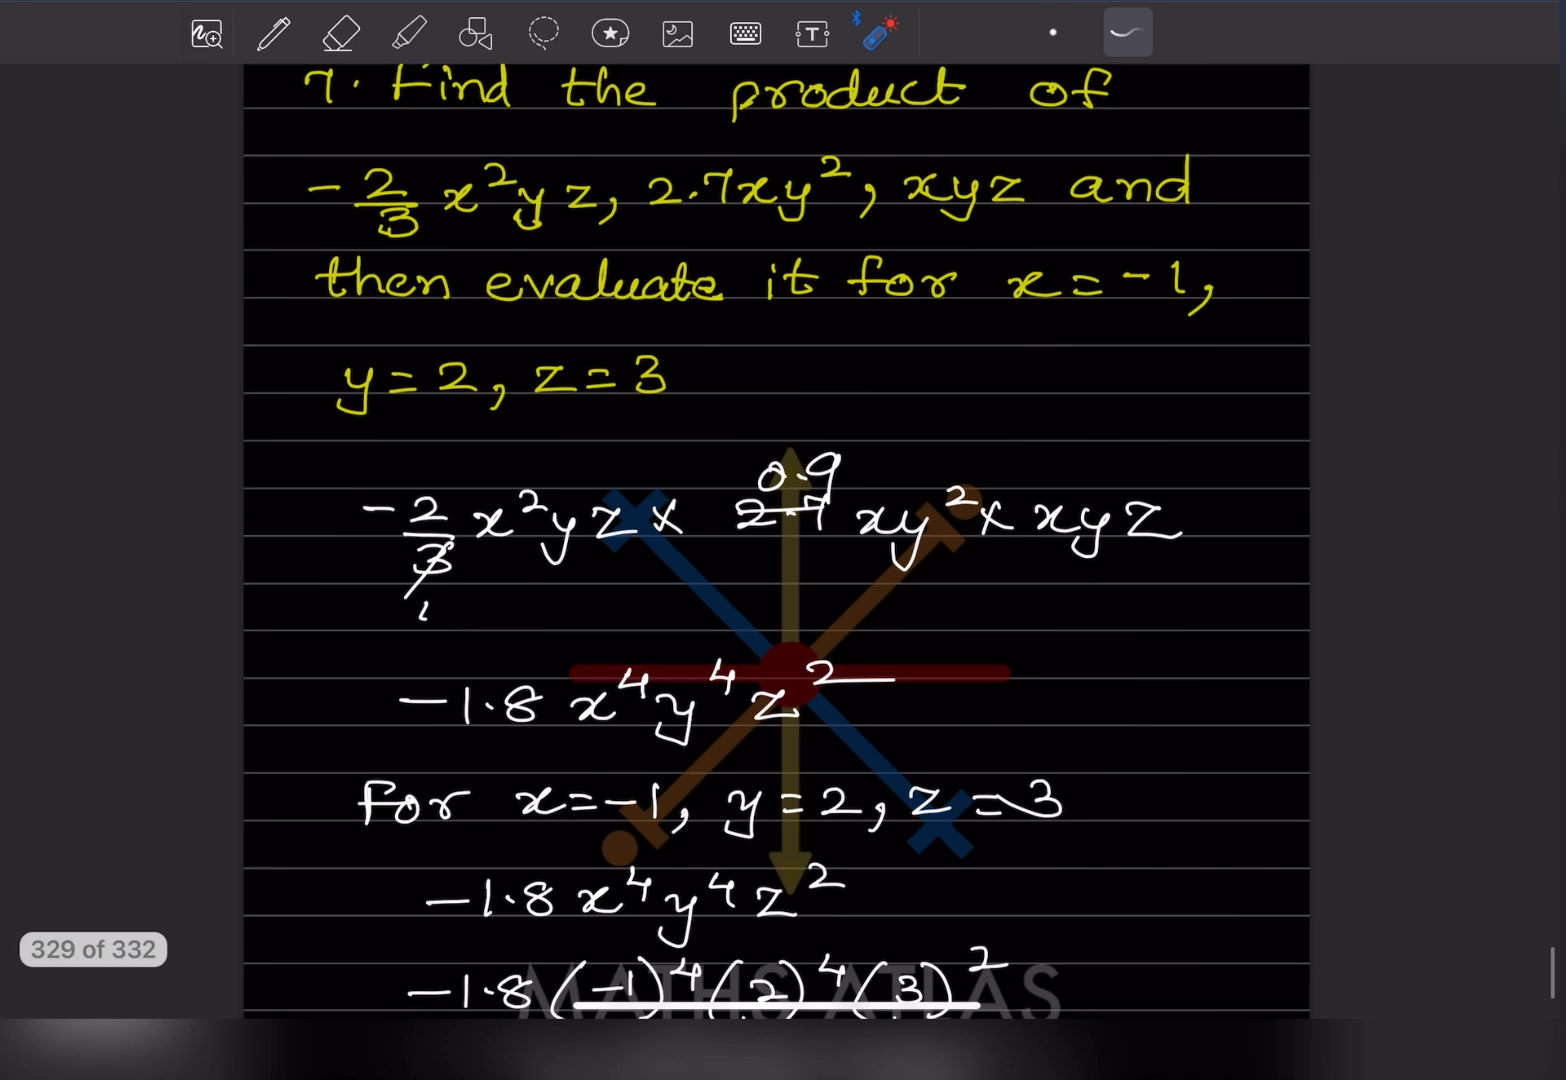 7. Find the product of
-2/3 x²yz, 2.7xy², xyz and
then evaluate it for x=-1,
y=2, z=3
0.9
-2/3 x²yz x 2.7 xy² x xyz
1
-1.8 x⁴y⁴z²
For x=-1, y=2, z=3
-1.8 x⁴y⁴z²
329 of 332
-1.8 (-1)⁴ (2)⁴ (3)²
MATHS ATLAS